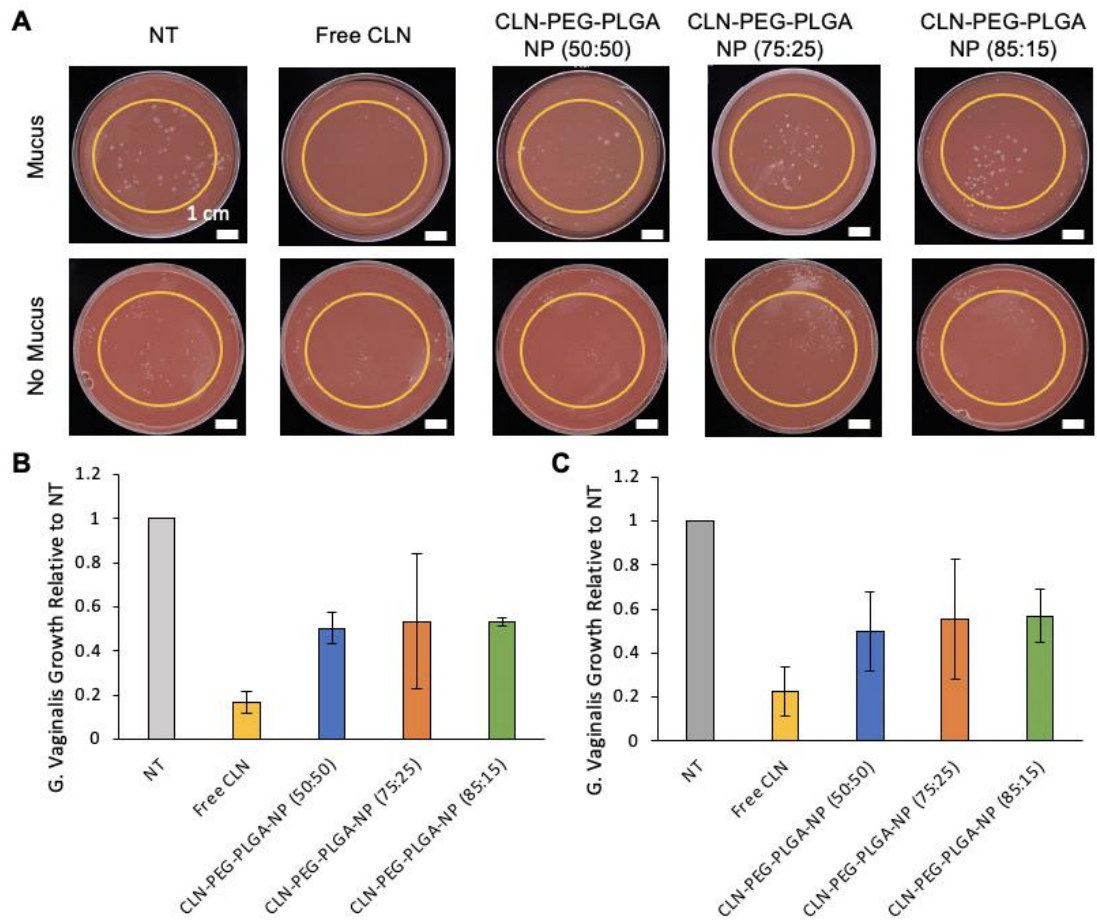 A
NT
Free CLN
CLN-PEG-PLGA
NP (50:50)
CLN-PEG-PLGA
NP (75:25)
CLN-PEG-PLGA
NP (85:15)
Mucus
1 cm
No Mucus
B
G. Vaginalis Growth Relative to NT
1.2
1
0.8
0.6
0.4
0.2
0
NT
Free CLN
CLN-PEG-PLGA-NP (50:50)
CLN-PEG-PLGA-NP (75:25)
CLN-PEG-PLGA-NP (85:15)
C
G. Vaginalis Growth Relative to NT
1.2
1
0.8
0.6
0.4
0.2
0
NT
Free CLN
CLN-PEG-PLGA-NP (50:50)
CLN-PEG-PLGA-NP (75:25)
CLN-PEG-PLGA-NP (85:15)